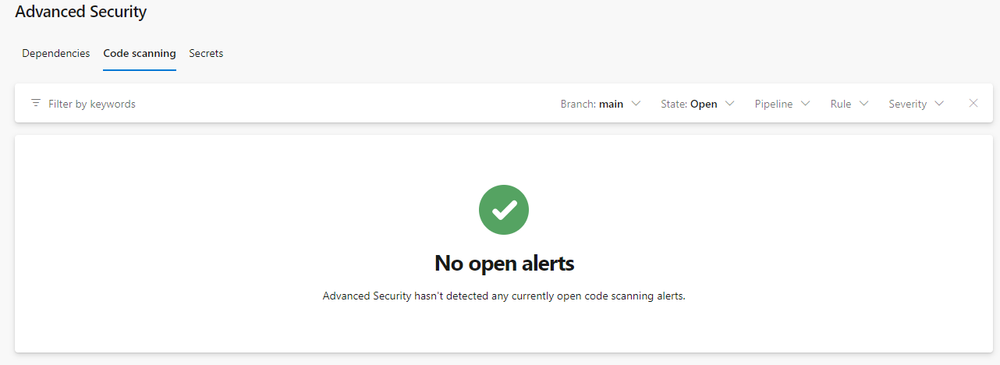 Advanced Security
Dependencies Code scanning Secrets
Filter by keywords Branch: main State: Open Pipeline Rule Severity
No open alerts
Advanced Security hasn't detected any currently open code scanning alerts.